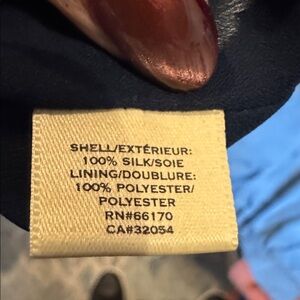 SHELL/EXTÉRIEUR:
100% SILK/SOIE
LINING/DOUBLURE:
100% POLYESTER/
POLYESTER
RN#66170
CA#32054